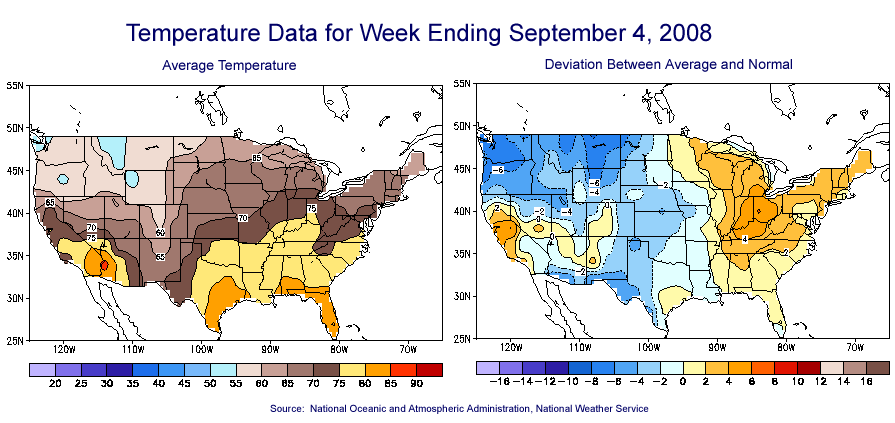 Temperature Data for Week Ending September 4, 2008
Average Temperature
Deviation Between Average and Normal
55N
50N
45N
40N
35N
30N
25N
120W 110W 100W 90W 80W 70W
85
85
70
75
60
65
70
75
20 25 30 35 40 45 50 55 60 65 70 75 80 85 90
55N
50N
45N
40N
35N
30N
25N
120W 110W 100W 90W 80W 70W
-6
-6
-4
-2
-4
-2
0
2
0
0
4
-2
2
-16 -14 -12 -10 -8 -6 -4 -2 0 2 4 6 8 10 12 14 16
Source: National Oceanic and Atmospheric Administration, National Weather Service